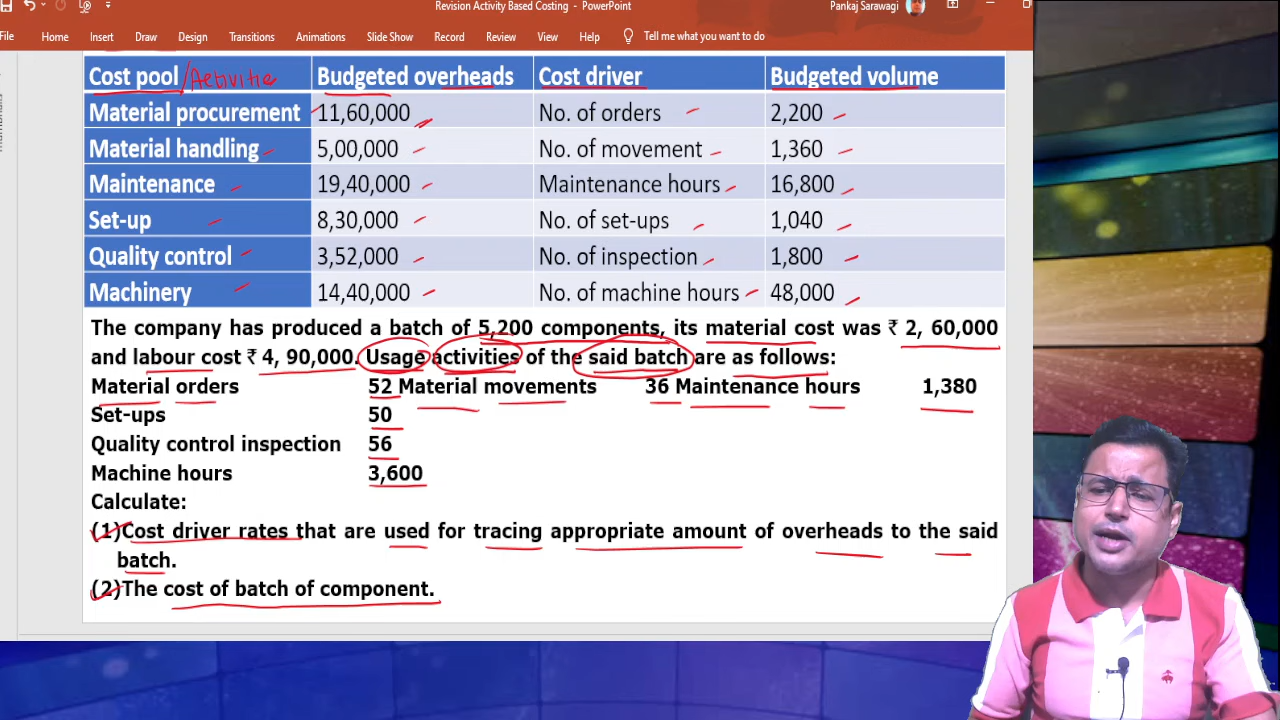 Revision Activity Based Costing - PowerPoint
Pankaj Sarawagi
File Home Insert Draw Design Transitions Animations Slide Show Record Review View Help Tell me what you want to do
Cost pool /Activitie Budgeted overheads Cost driver Budgeted volume
Material procurement 11,60,000 No. of orders 2,200
Material handling 5,00,000 No. of movement 1,360
Maintenance 19,40,000 Maintenance hours 16,800
Set-up 8,30,000 No. of set-ups 1,040
Quality control 3,52,000 No. of inspection 1,800
Machinery 14,40,000 No. of machine hours 48,000
The company has produced a batch of 5,200 components, its material cost was ₹ 2, 60,000
and labour cost ₹ 4, 90,000. Usage activities of the said batch are as follows:
Material orders 52 Material movements 36 Maintenance hours 1,380
Set-ups 50
Quality control inspection 56
Machine hours 3,600
Calculate:
(1)Cost driver rates that are used for tracing appropriate amount of overheads to the said
batch.
(2)The cost of batch of component.